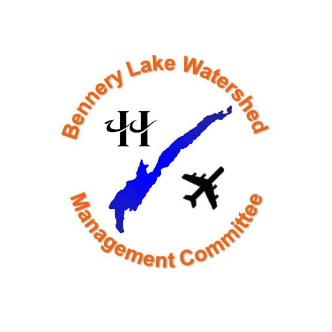 Bennery Lake Watershed
H
Management Committee